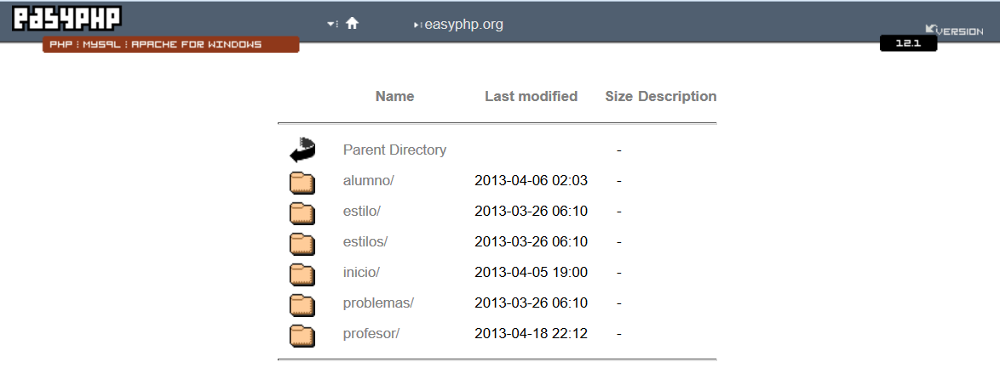 easyPHP
easyphp.org
VERSION
PHP : MYSQL : APACHE FOR WINDOWS
12.1
Name Last modified Size Description
Parent Directory -
alumno/ 2013-04-06 02:03 -
estilo/ 2013-03-26 06:10 -
estilos/ 2013-03-26 06:10 -
inicio/ 2013-04-05 19:00 -
problemas/ 2013-03-26 06:10 -
profesor/ 2013-04-18 22:12 -